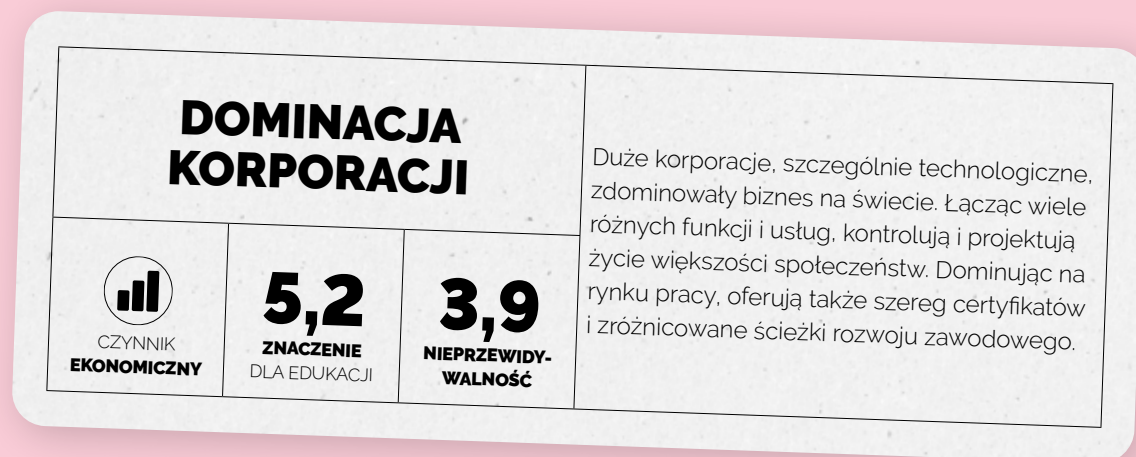 DOMINACJA
KORPORACJI
CZYNNIK
EKONOMICZNY
5,2
ZNACZENIE
DLA EDUKACJI
3,9
NIEPRZEWIDY-
WALNOŚĆ
Duże korporacje, szczególnie technologiczne,
zdominowały biznes na świecie. Łącząc wiele
różnych funkcji i usług, kontrolują i projektują
życie większości społeczeństw. Dominując na
rynku pracy, oferują także szereg certyfikatów
i zróżnicowane ścieżki rozwoju zawodowego.